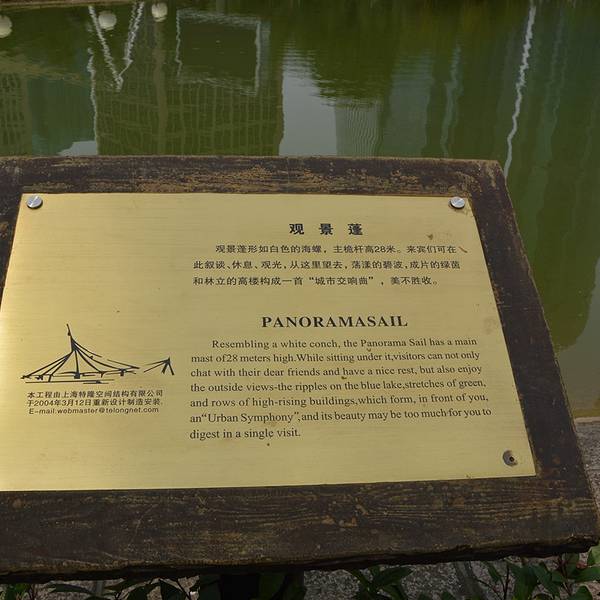 观景蓬
观景蓬形如白色的海螺，主桅杆高28米。来宾们可在
此叙谈、休息、观光，从这里望去，荡漾的碧波，成片的绿茵
和林立的高楼构成一首“城市交响曲”，美不胜收。
PANORAMASAIL
Resembling a white conch, the Panorama Sail has a main
mast of 28 meters high.While sitting under it,visitors can not only
chat with their dear friends and have a nice rest, but also enjoy
the outside views-the ripples on the blue lake,stretches of green,
and rows of high-rising buildings,which form, in front of you,
an“Urban Symphony”,and its beauty may be too much for you to
digest in a single visit.
本工程由上海特隆空间结构有限公司
于2004年3月12日重新设计制造安装.
E-mail:webmaster@telongnet.com